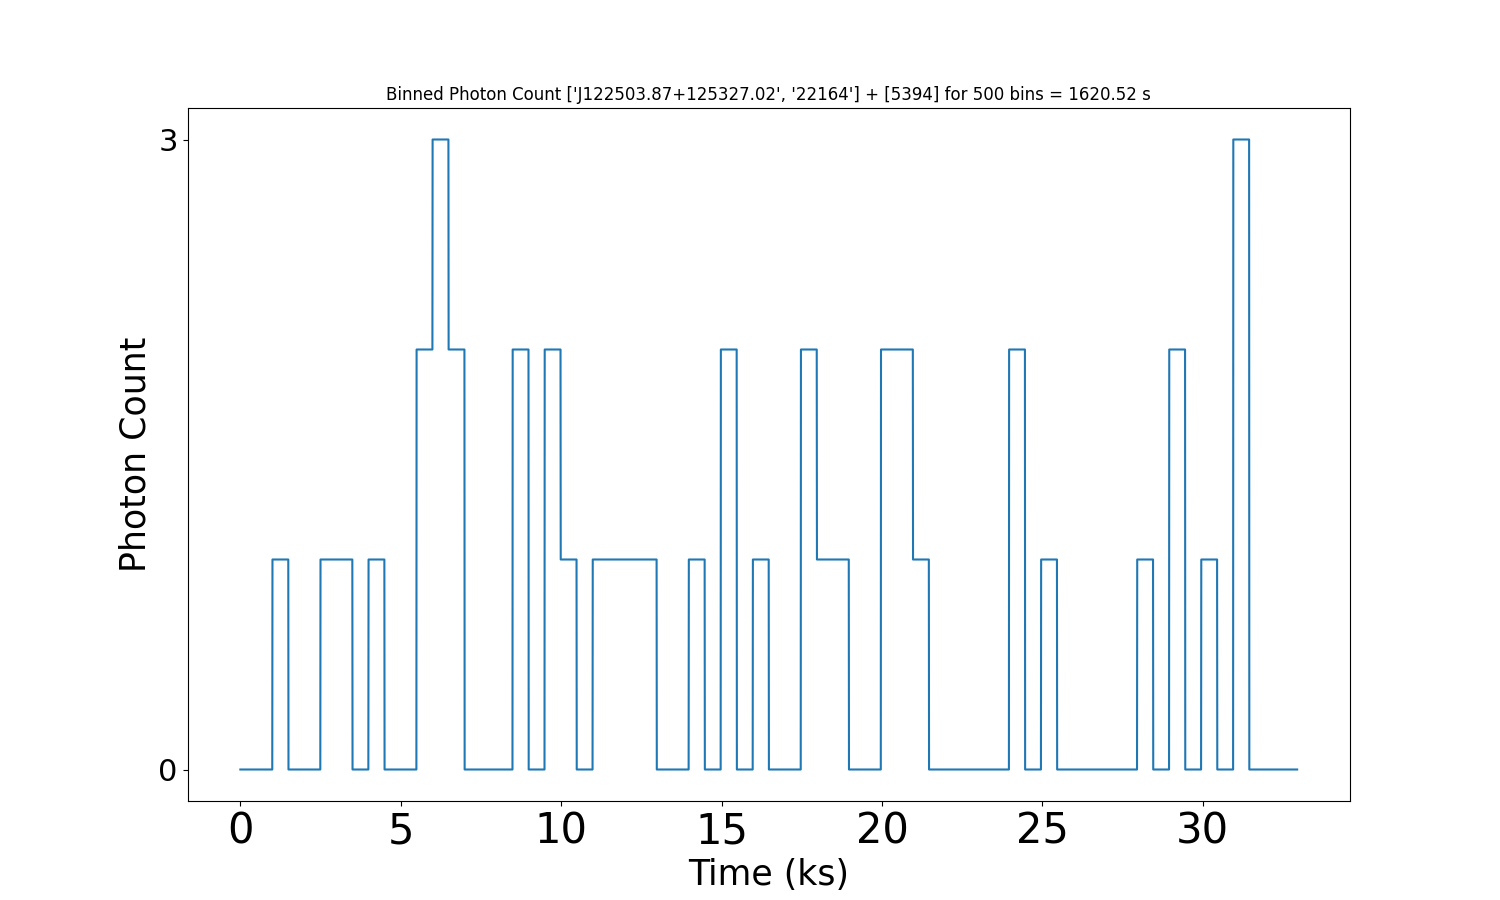 Binned Photon Count ['J122503.87+125327.02', '22164'] + [5394] for 500 bins = 1620.52 s
3
Photon Count
0
0 5 10 15 20 25 30
Time (ks)